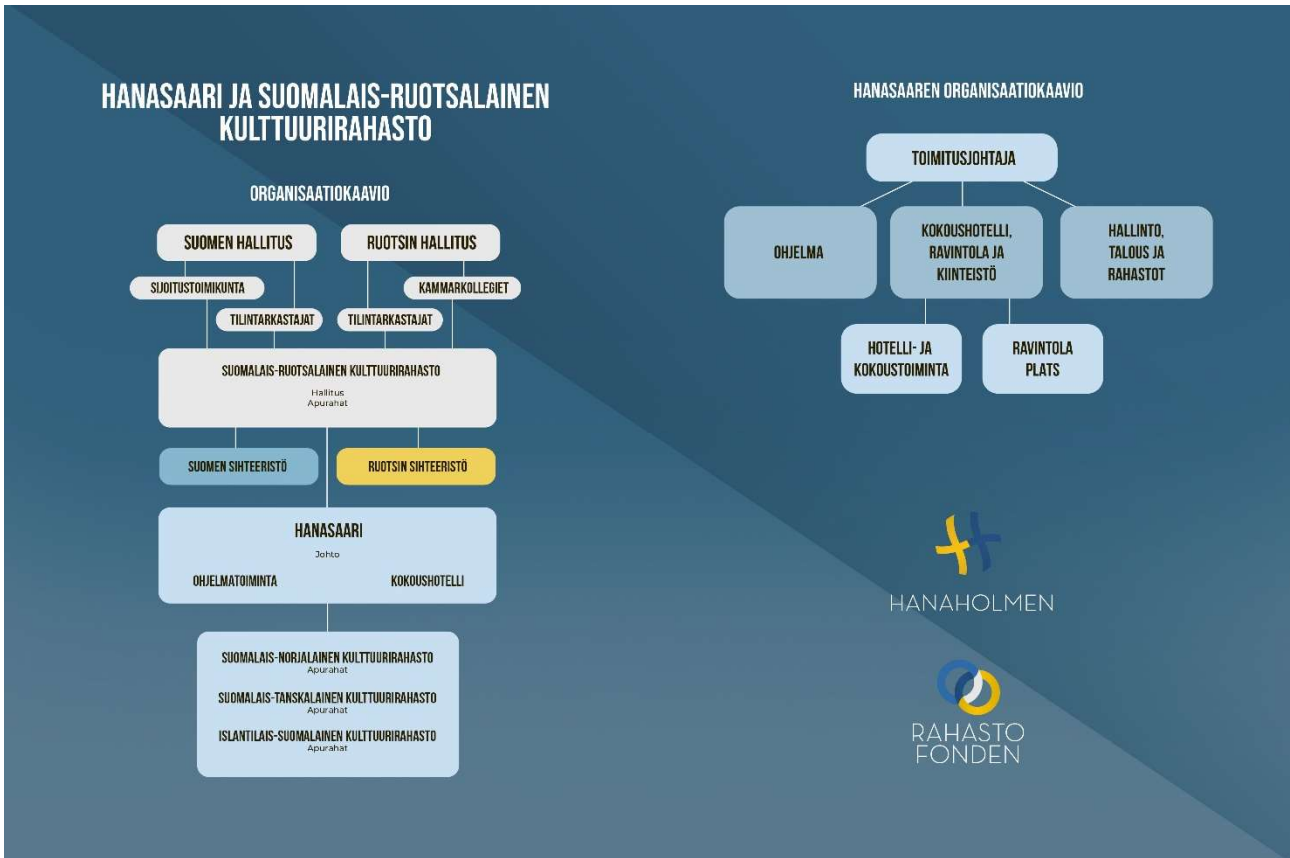 HANASAARI JA SUOMALAIS-RUOTSALAINEN
KULTTUURIRAHASTO
ORGANISAATIOKAAVIO
SUOMEN HALLITUS
RUOTSIN HALLITUS
SIJOITUSTOIMIKUNTA
KAMMARKOLLEGIET
TILINTARKASTAJAT
TILINTARKASTAJAT
SUOMALAIS-RUOTSALAINEN KULTTUURIRAHASTO
Hallitus
Apurahat
SUOMEN SIHTEERISTÖ
RUOTSIN SIHTEERISTÖ
HANASAARI
Johto
OHJELMATOIMINTA
KOKOUSHOTELLI
SUOMALAIS-NORJALAINEN KULTTUURIRAHASTO
Apurahat
SUOMALAIS-TANSKALAINEN KULTTUURIRAHASTO
Apurahat
ISLANTILAIS-SUOMALAINEN KULTTUURIRAHASTO
Apurahat
HANASAAREN ORGANISAATIOKAAVIO
TOIMITUSJOHTAJA
OHJELMA
KOKOUSHOTELLI,
RAVINTOLA JA
KIINTEISTÖ
HALLINTO,
TALOUS JA
RAHASTOT
HOTELLI- JA
KOKOUSTOIMINTA
RAVINTOLA
PLATS
HANAHOLMEN
RAHASTO
FONDEN